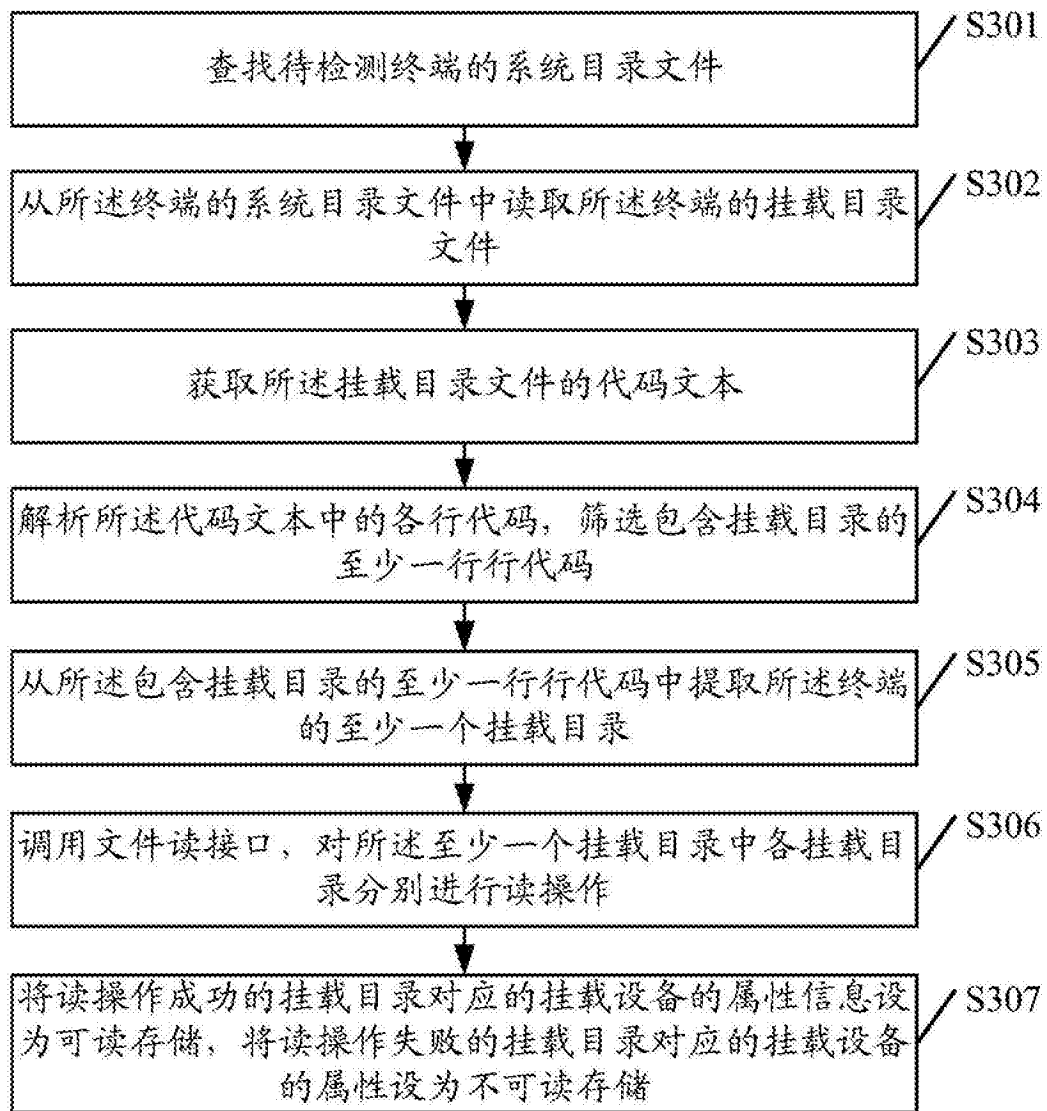 S301
查找待检测终端的系统目录文件
S302
从所述终端的系统目录文件中读取所述终端的挂载目录
文件
S303
获取所述挂载目录文件的代码文本
S304
解析所述代码文本中的各行代码，筛选包含挂载目录的
至少一行行代码
S305
从所述包含挂载目录的至少一行行代码中提取所述终端
的至少一个挂载目录
S306
调用文件读接口，对所述至少一个挂载目录中各挂载目
录分别进行读操作
S307
将读操作成功的挂载目录对应的挂载设备的属性信息设
为可读存储，将读操作失败的挂载目录对应的挂载设备
的属性设为不可读存储